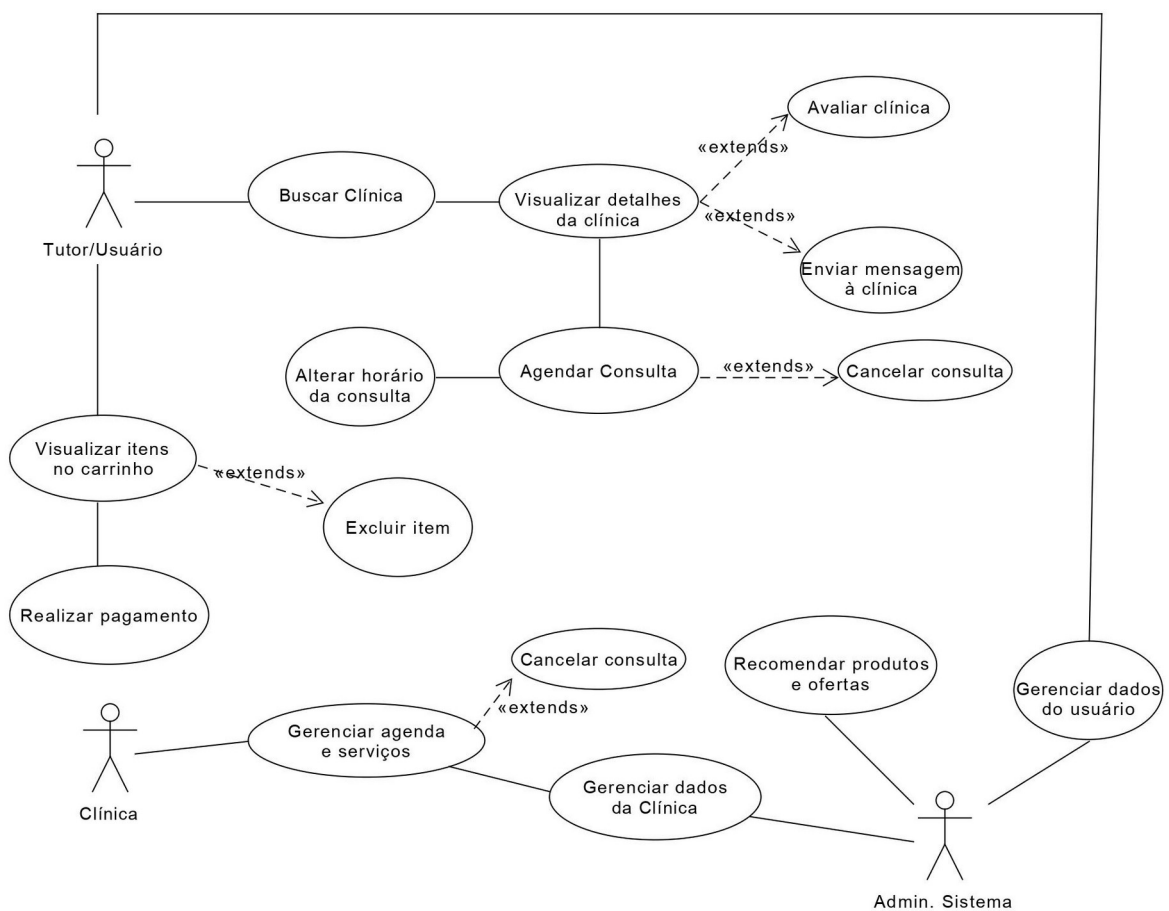 Avaliar clínica
«extends»
Buscar Clínica
Visualizar detalhes
da clínica
«extends»
Tutor/Usuário
Enviar mensagem
à clínica
Alterar horário
da consulta
Agendar Consulta
«extends»
Cancelar consulta
Visualizar itens
no carrinho
«extends»
Excluir item
Realizar pagamento
Cancelar consulta
Recomendar produtos
e ofertas
Gerenciar dados
do usuário
«extends»
Gerenciar agenda
e serviços
Gerenciar dados
da Clínica
Clínica
Admin. Sistema